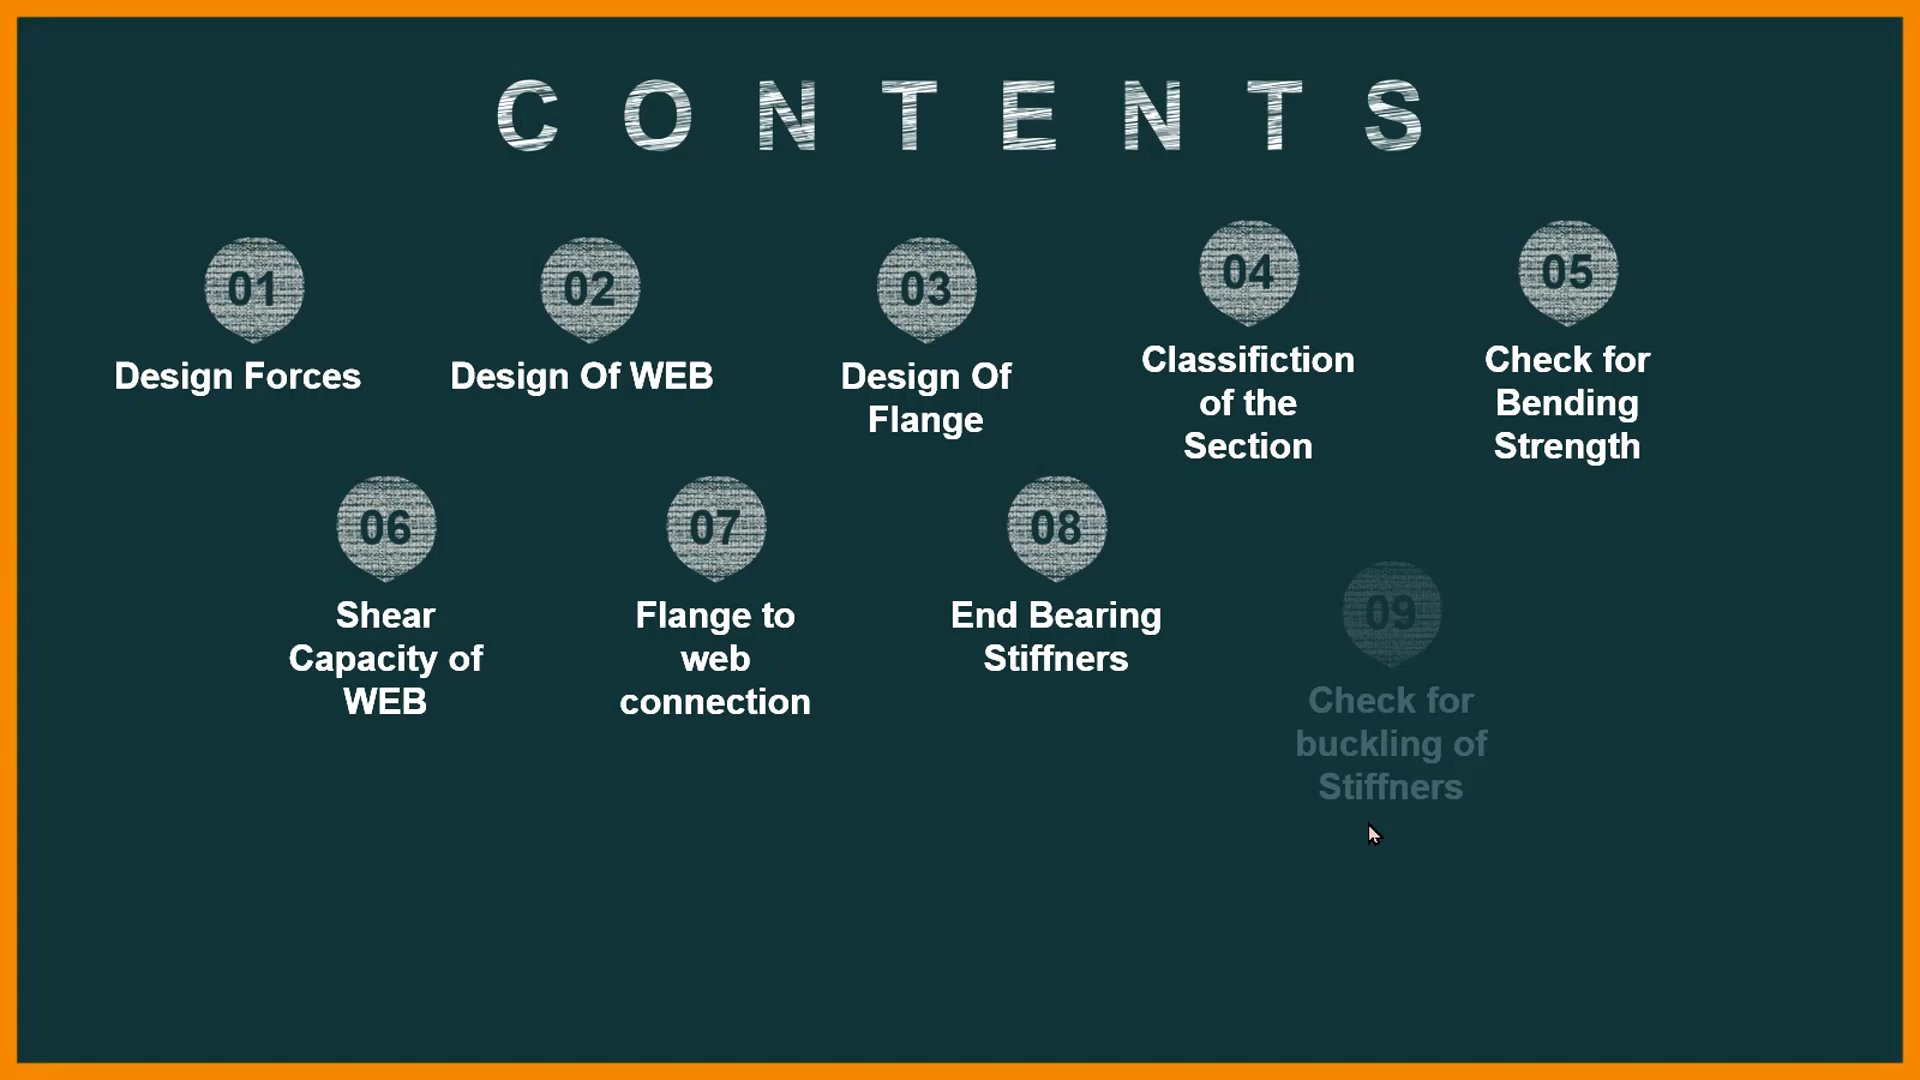 C O N T E N T S
01
Design Forces
02
Design Of WEB
03
Design Of
Flange
04
Classifiction
of the
Section
05
Check for
Bending
Strength
06
Shear
Capacity of
WEB
07
Flange to
web
connection
08
End Bearing
Stiffners
09
Check for
buckling of
Stiffners